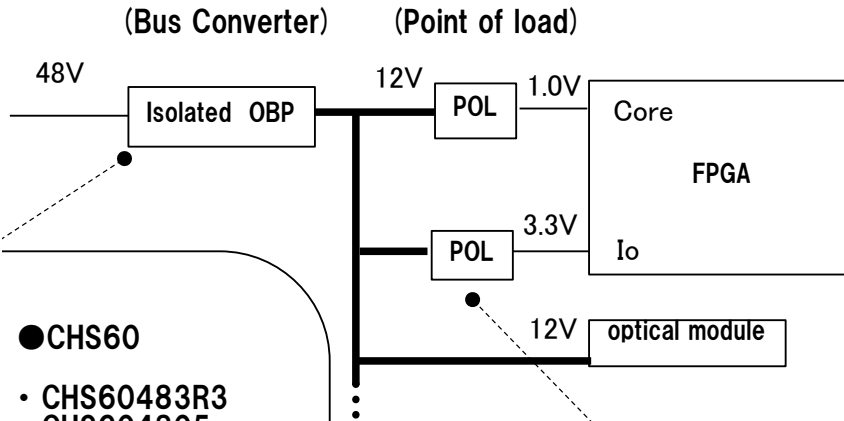 (Bus Converter) (Point of load)
48V
12V
1.0V
Isolated OBP
POL
Core
FPGA
3.3V
POL
Io
●CHS60
12V
optical module
・CHS60483R3